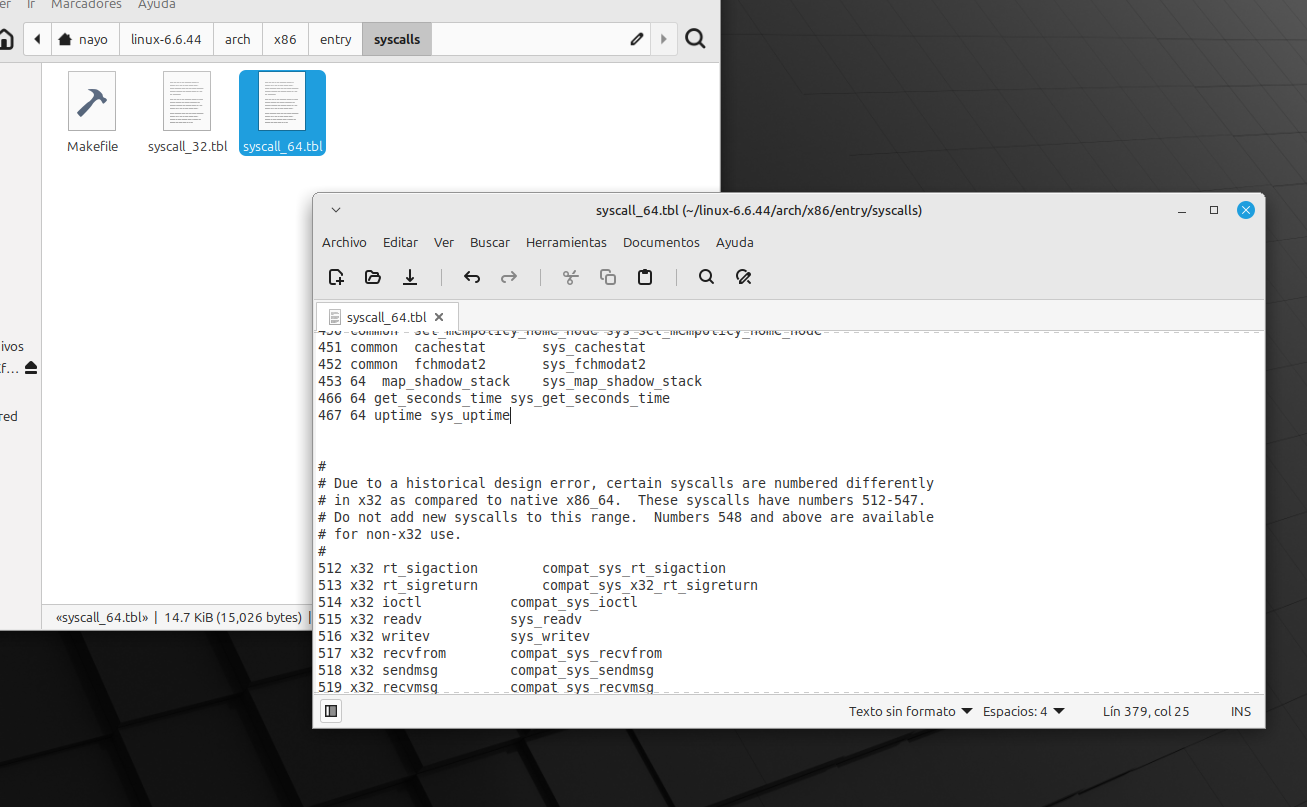 er Ir Marcadores Ayuda
nayo linux-6.6.44 arch x86 entry syscalls
Makefile syscall_32.tbl syscall_64.tbl
ivos
f...
red
«syscall_64.tbl» | 14.7 KiB (15,026 bytes) |
syscall_64.tbl (~/linux-6.6.44/arch/x86/entry/syscalls)
Archivo Editar Ver Buscar Herramientas Documentos Ayuda
syscall_64.tbl
450 common set_mempolicy_home_node sys_set_mempolicy_home_node
451 common cachestat sys_cachestat
452 common fchmodat2 sys_fchmodat2
453 64 map_shadow_stack sys_map_shadow_stack
466 64 get_seconds_time sys_get_seconds_time
467 64 uptime sys_uptime
#
# Due to a historical design error, certain syscalls are numbered differently
# in x32 as compared to native x86_64. These syscalls have numbers 512-547.
# Do not add new syscalls to this range. Numbers 548 and above are available
# for non-x32 use.
#
512 x32 rt_sigaction compat_sys_rt_sigaction
513 x32 rt_sigreturn compat_sys_x32_rt_sigreturn
514 x32 ioctl compat_sys_ioctl
515 x32 readv sys_readv
516 x32 writev sys_writev
517 x32 recvfrom compat_sys_recvfrom
518 x32 sendmsg compat_sys_sendmsg
519 x32 recvmsg compat_sys_recvmsg
Texto sin formato Espacios: 4 Lín 379, col 25 INS